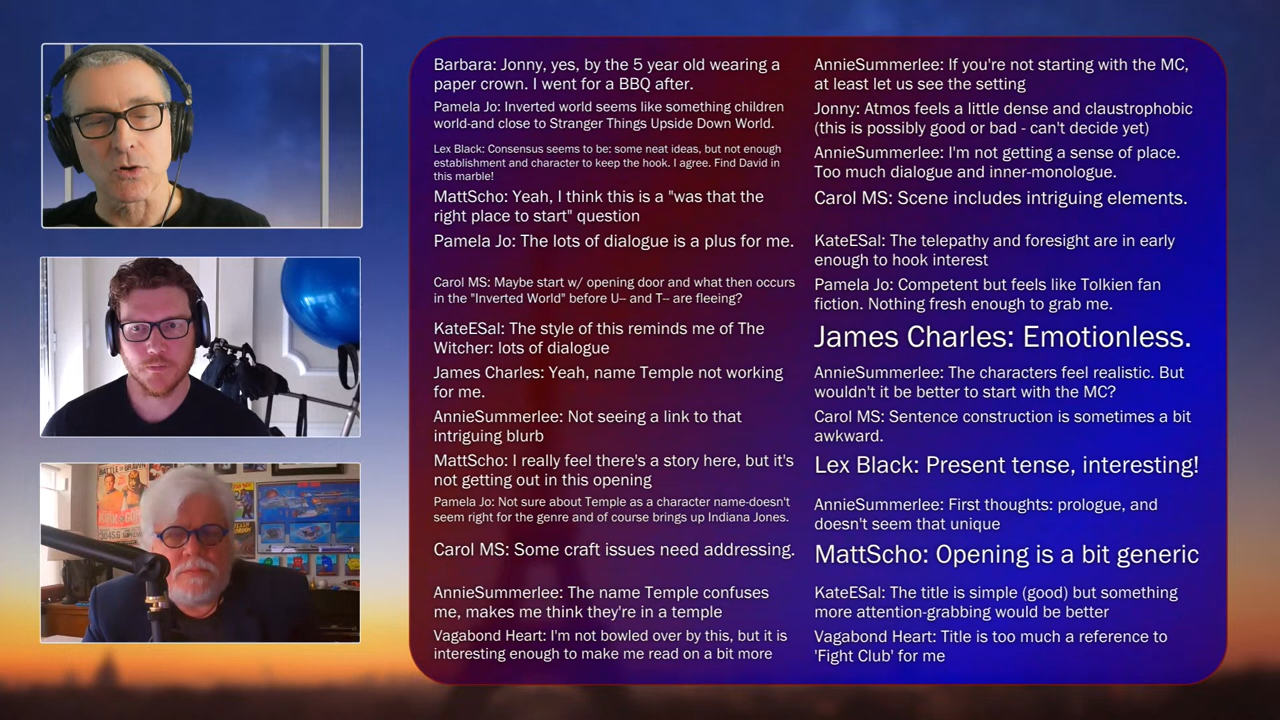 Barbara: Jonny, yes, by the 5 year old wearing a
paper crown. I went for a BBQ after.
Pamela Jo: Inverted world seems like something children
world-and close to Stranger Things Upside Down World.
Lex Black: Consensus seems to be: some neat ideas, but not enough
establishment and character to keep the hook. I agree. Find David in
this marble!
MattScho: Yeah, I think this is a "was that the
right place to start" question
Pamela Jo: The lots of dialogue is a plus for me.
Carol MS: Maybe start w/ opening door and what then occurs
in the "Inverted World" before U-- and T-- are fleeing?
KateESal: The style of this reminds me of The
Witcher: lots of dialogue
James Charles: Yeah, name Temple not working
for me.
AnnieSummerlee: Not seeing a link to that
intriguing blurb
MattScho: I really feel there's a story here, but it's
not getting out in this opening
Pamela Jo: Not sure about Temple as a character name-doesn't
seem right for the genre and of course brings up Indiana Jones.
Carol MS: Some craft issues need addressing.
AnnieSummerlee: The name Temple confuses
me, makes me think they're in a temple
Vagabond Heart: I'm not bowled over by this, but it is
interesting enough to make me read on a bit more
AnnieSummerlee: If you're not starting with the MC,
at least let us see the setting
Jonny: Atmos feels a little dense and claustrophobic
(this is possibly good or bad - can't decide yet)
AnnieSummerlee: I'm not getting a sense of place.
Too much dialogue and inner-monologue.
Carol MS: Scene includes intriguing elements.
KateESal: The telepathy and foresight are in early
enough to hook interest
Pamela Jo: Competent but feels like Tolkien fan
fiction. Nothing fresh enough to grab me.
James Charles: Emotionless.
AnnieSummerlee: The characters feel realistic. But
wouldn't it be better to start with the MC?
Carol MS: Sentence construction is sometimes a bit
awkward.
Lex Black: Present tense, interesting!
AnnieSummerlee: First thoughts: prologue, and
doesn't seem that unique
MattScho: Opening is a bit generic
KateESal: The title is simple (good) but something
more attention-grabbing would be better
Vagabond Heart: Title is too much a reference to
'Fight Club' for me